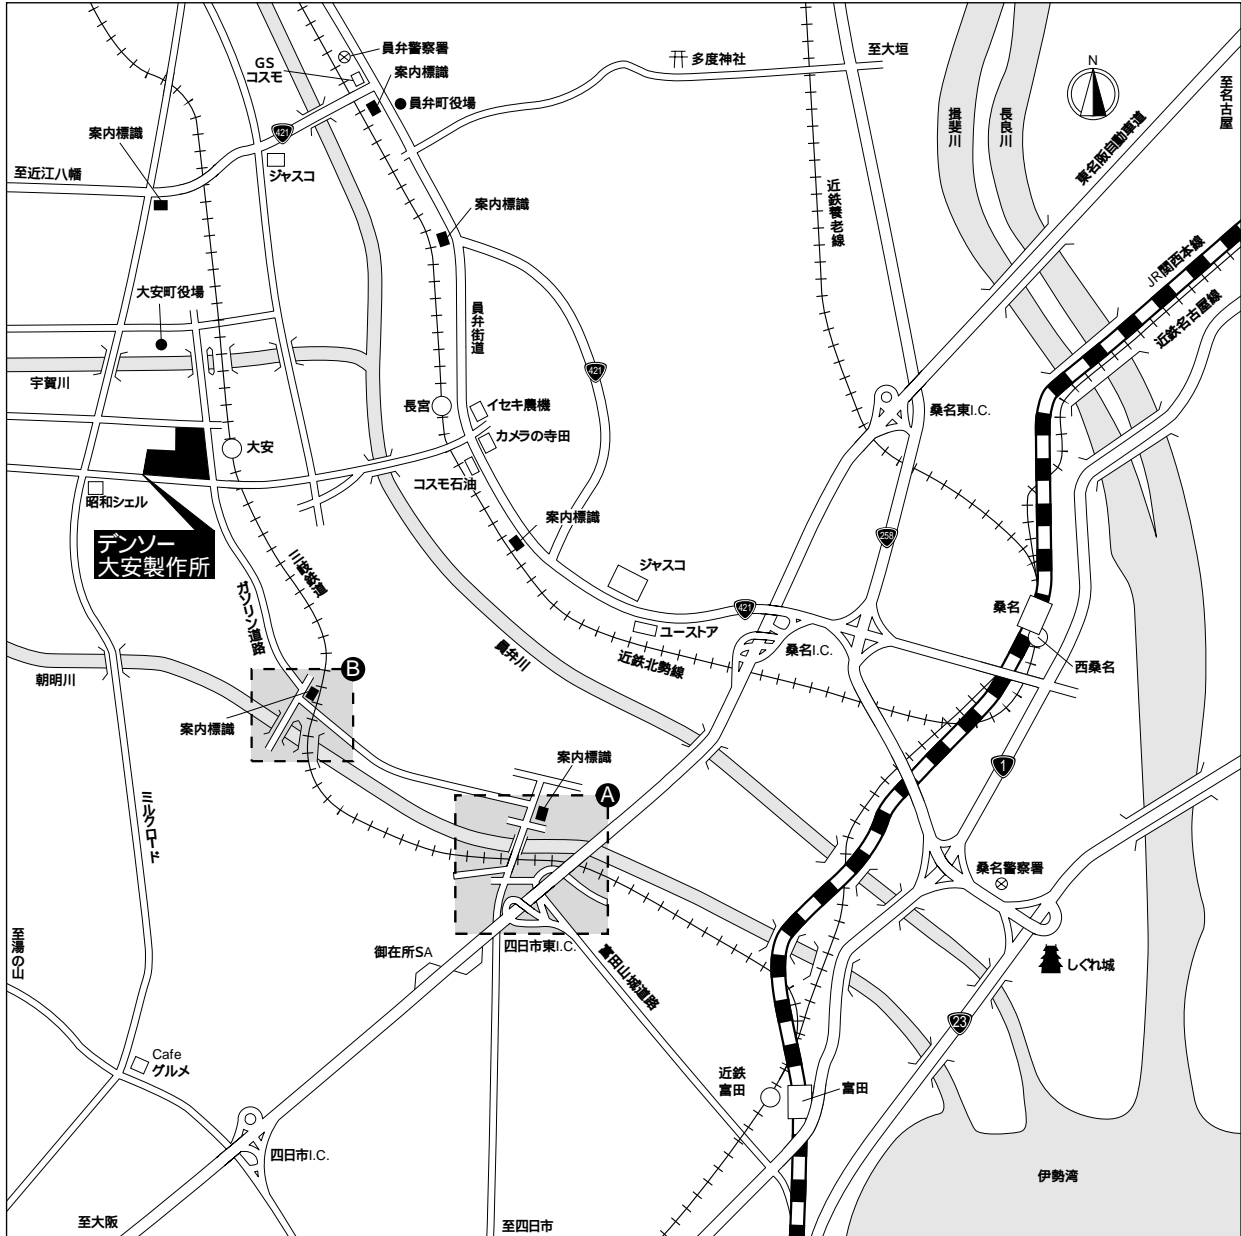 員弁警察署
GS
コスモ
案内標識
員弁町役場
多度神社
至大垣
N
至名古屋
揖斐川
長良川
東名阪自動車道
421
案内標識
至近江八幡
ジャスコ
近鉄養老線
案内標識
JR関西本線
近鉄名古屋線
大安町役場
員弁街道
宇賀川
421
長宮
イセキ農機
桑名東I.C.
カメラの寺田
大安
コスモ石油
昭和シェル
案内標識
258
デンソー
大安製作所
三岐鉄道
ガソリン道路
ジャスコ
421
桑名
ユーストア
桑名I.C.
西桑名
近鉄北勢線
員弁川
朝明川
B
案内標識
案内標識
1
A
ミルクロード
桑名警察署
至湯の山
御在所SA
四日市東I.C.
富田山城道路
しぐれ城
23
Cafe
グルメ
近鉄
富田
富田
四日市I.C.
伊勢湾
至大阪
至四日市